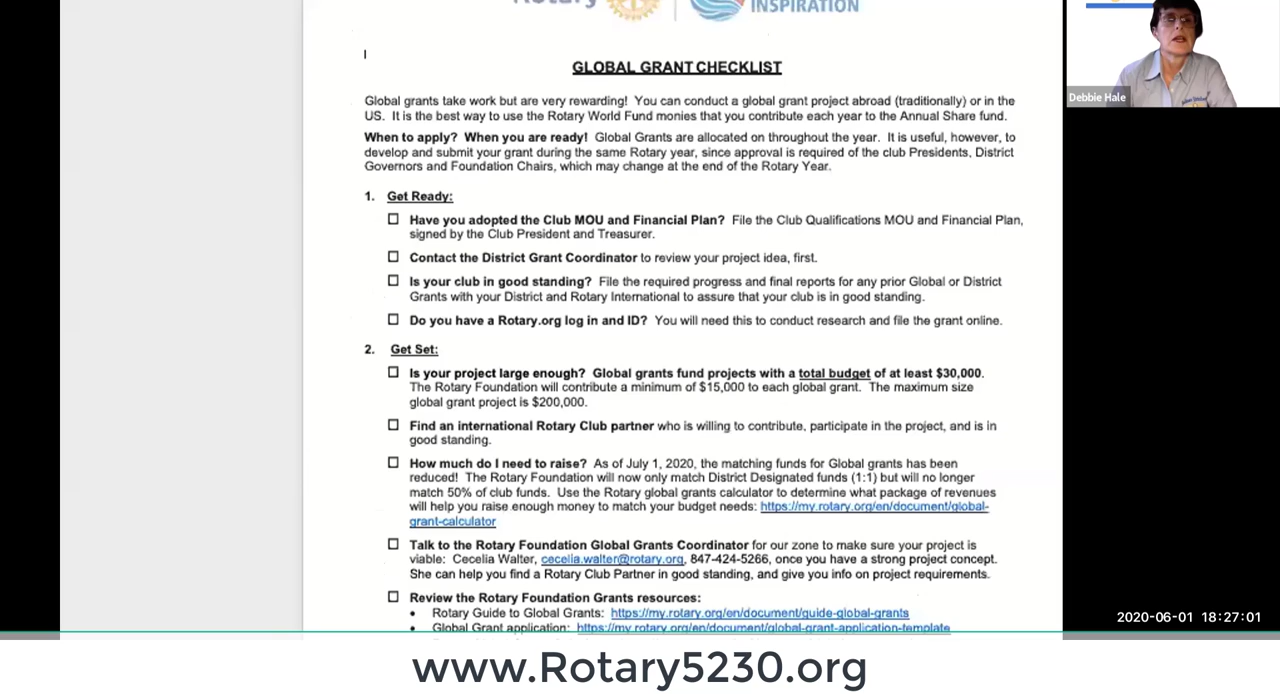 Rotary
INSPIRATION
GLOBAL GRANT CHECKLIST
Global grants take work but are very rewarding! You can conduct a global grant project abroad (traditionally) or in the
US. It is the best way to use the Rotary World Fund monies that you contribute each year to the Annual Share fund.
When to apply? When you are ready! Global Grants are allocated on throughout the year. It is useful, however, to
develop and submit your grant during the same Rotary year, since approval is required of the club Presidents, District
Governors and Foundation Chairs, which may change at the end of the Rotary Year.
1. Get Ready:
☐ Have you adopted the Club MOU and Financial Plan? File the Club Qualifications MOU and Financial Plan,
signed by the Club President and Treasurer.
☐ Contact the District Grant Coordinator to review your project idea, first.
☐ Is your club in good standing? File the required progress and final reports for any prior Global or District
Grants with your District and Rotary International to assure that your club is in good standing.
☐ Do you have a Rotary.org log in and ID? You will need this to conduct research and file the grant online.
2. Get Set:
☐ Is your project large enough? Global grants fund projects with a total budget of at least $30,000.
The Rotary Foundation will contribute a minimum of $15,000 to each global grant. The maximum size
global grant project is $200,000.
☐ Find an international Rotary Club partner who is willing to contribute, participate in the project, and is in
good standing.
☐ How much do I need to raise? As of July 1, 2020, the matching funds for Global grants has been
reduced! The Rotary Foundation will now only match District Designated funds (1:1) but will no longer
match 50% of club funds. Use the Rotary global grants calculator to determine what package of revenues
will help you raise enough money to match your budget needs: https://my.rotary.org/en/document/global-
grant-calculator
☐ Talk to the Rotary Foundation Global Grants Coordinator for our zone to make sure your project is
viable: Cecelia Walter, cecelia.walter@rotary.org, 847-424-5266, once you have a strong project concept.
She can help you find a Rotary Club Partner in good standing, and give you info on project requirements.
☐ Review the Rotary Foundation Grants resources:
• Rotary Guide to Global Grants: https://my.rotary.org/en/document/guide-global-grants
• Global Grant application: https://my.rotary.org/en/document/global-grant-application-template
Debbie Hale
2020-06-01 18:27:01
www.Rotary5230.org